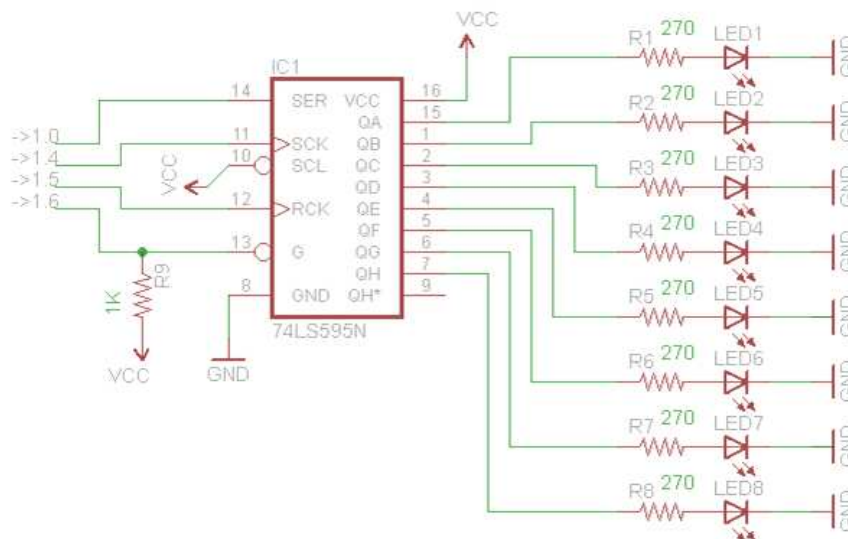 VCC
IC1
14 SER VCC 16
QA 15
->1.0
11 SCK QB 1
->1.4
10 SCL QC 2
VCC
->1.5
QD 3
->1.6
12 RCK QE 4
QF 5
13 G QG 6
QH 7
8 GND QH* 9
74LS595N
R9
1K
VCC
GND
R1 270 LED1 GND
R2 270 LED2 GND
R3 270 LED3 GND
R4 270 LED4 GND
R5 270 LED5 GND
R6 270 LED6 GND
R7 270 LED7 GND
R8 270 LED8 GND